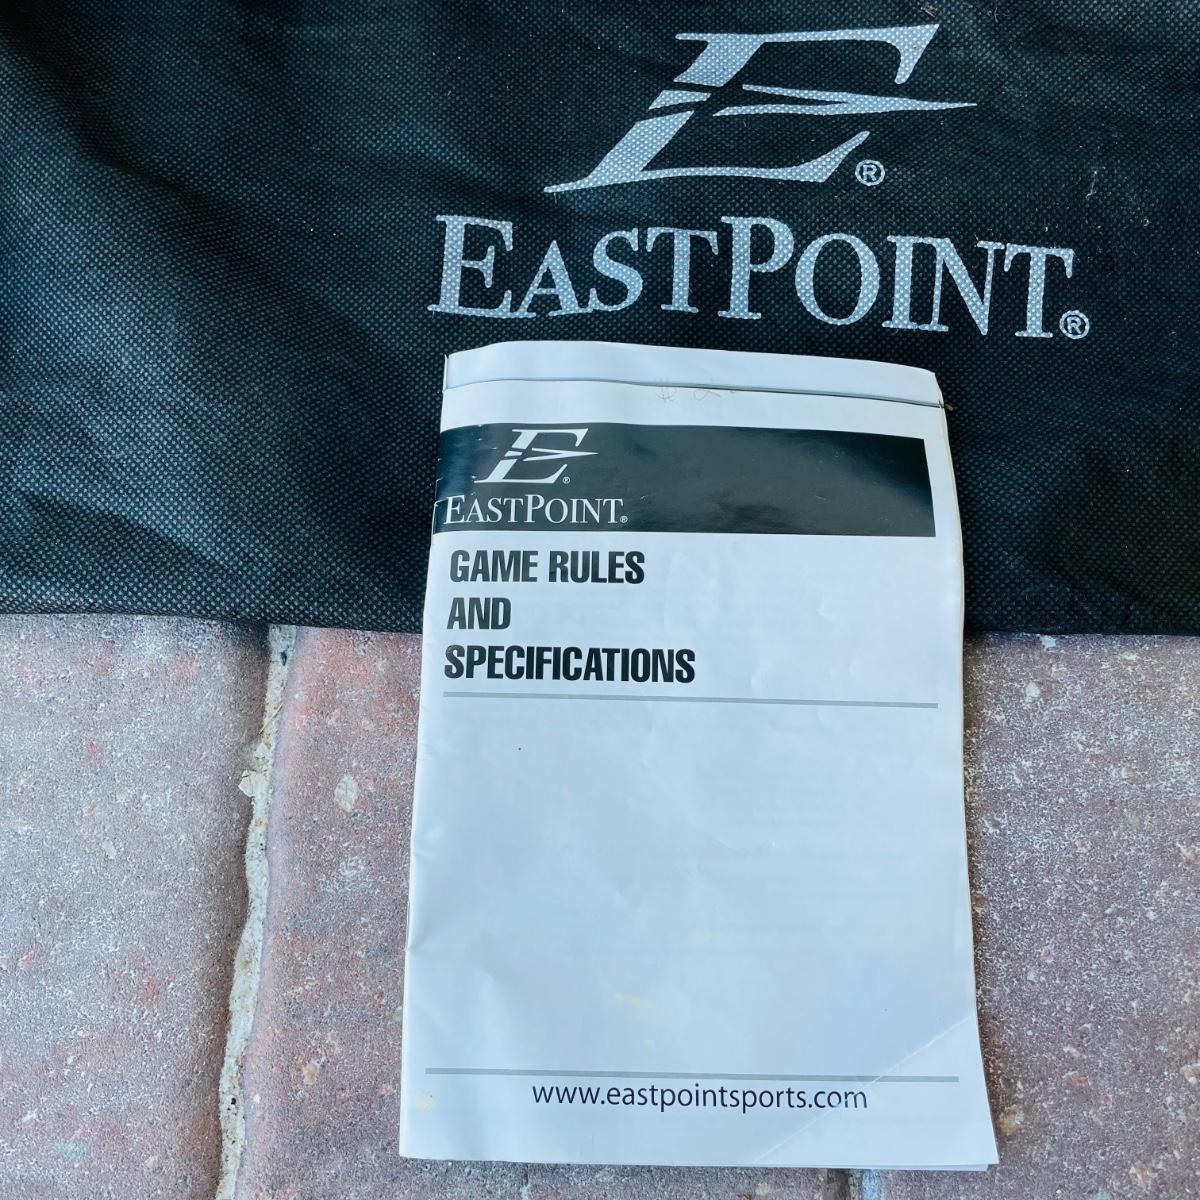 E®
EASTPOINT®
E®
EASTPOINT®
GAME RULES
AND
SPECIFICATIONS
www.eastpointsports.com